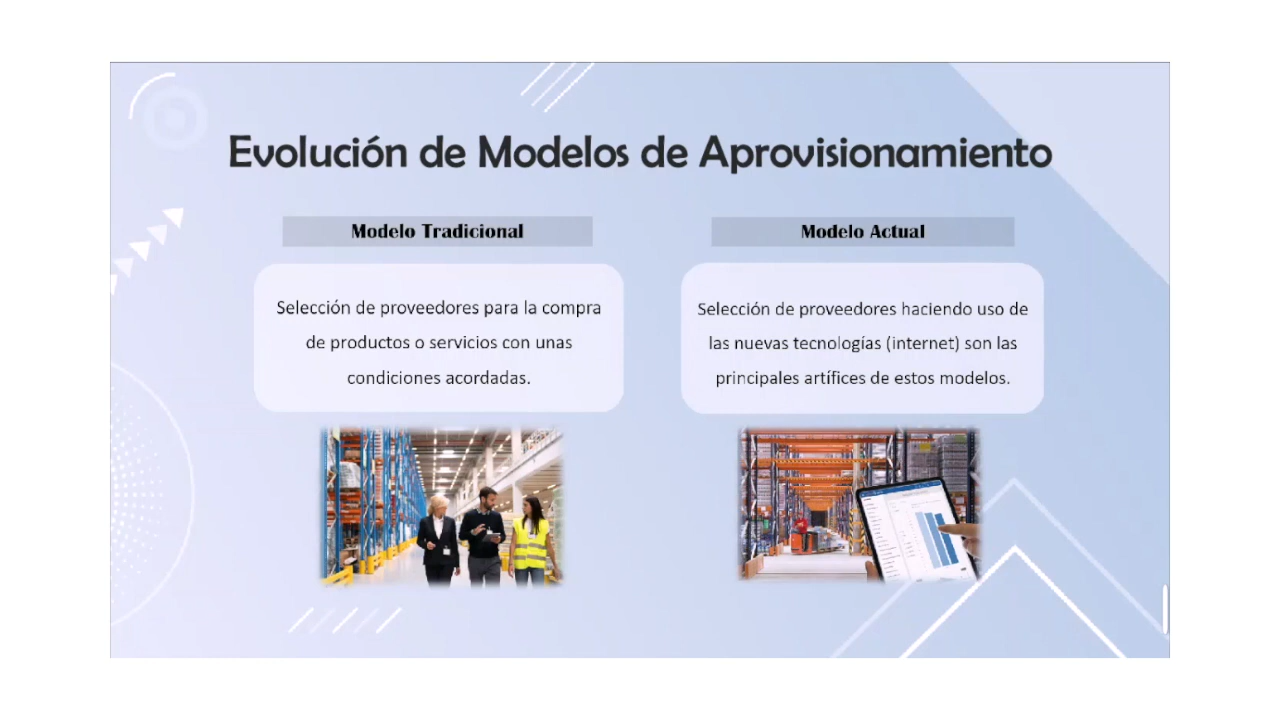 Evolución de Modelos de Aprovisionamiento
Modelo Tradicional
Selección de proveedores para la compra
de productos o servicios con unas
condiciones acordadas.
Modelo Actual
Selección de proveedores haciendo uso de
las nuevas tecnologías (internet) son las
principales artífices de estos modelos.